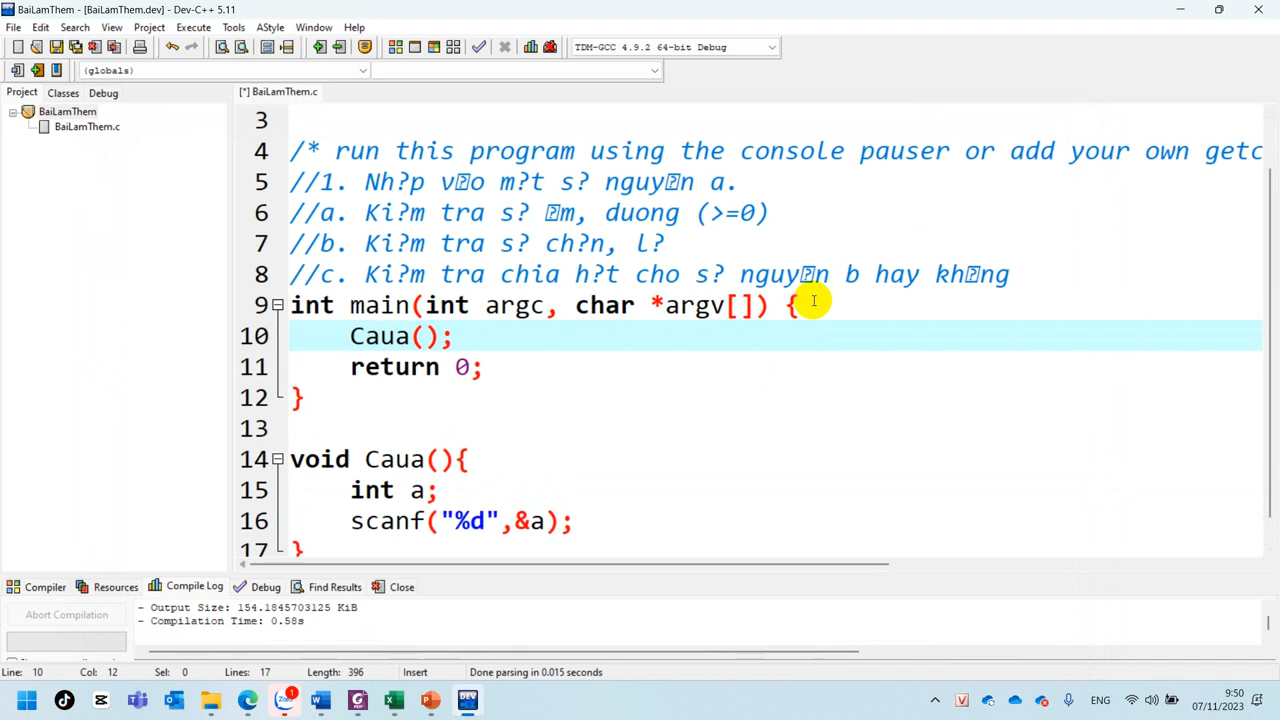 BaiLamThem - [BaiLamThem.dev] - Dev-C++ 5.11
File Edit Search View Project Execute Tools AStyle Window Help
TDM-GCC 4.9.2 64-bit Debug
(globals)
Project Classes Debug
[*] BaiLamThem.c
BaiLamThem
BaiLamThem.c
3
4 /* run this program using the console pauser or add your own getc
5 //1. Nh?p v�o m?t s? nguy�n a.
6 //a. Ki?m tra s? �m, duong (>=0)
7 //b. Ki?m tra s? ch?n, l?
8 //c. Ki?m tra chia h?t cho s? nguy�n b hay kh�ng
9 int main(int argc, char *argv[]) {
10 Caua();
11 return 0;
12 }
13
14 void Caua(){
15 int a;
16 scanf("%d",&a);
17 }
Compiler Resources Compile Log Debug Find Results Close
Abort Compilation
- Output Size: 154.1845703125 KiB
- Compilation Time: 0.58s
Line: 10 Col: 12 Sel: 0 Lines: 17 Length: 396 Insert Done parsing in 0.015 seconds
ENG
9:50
07/11/2023